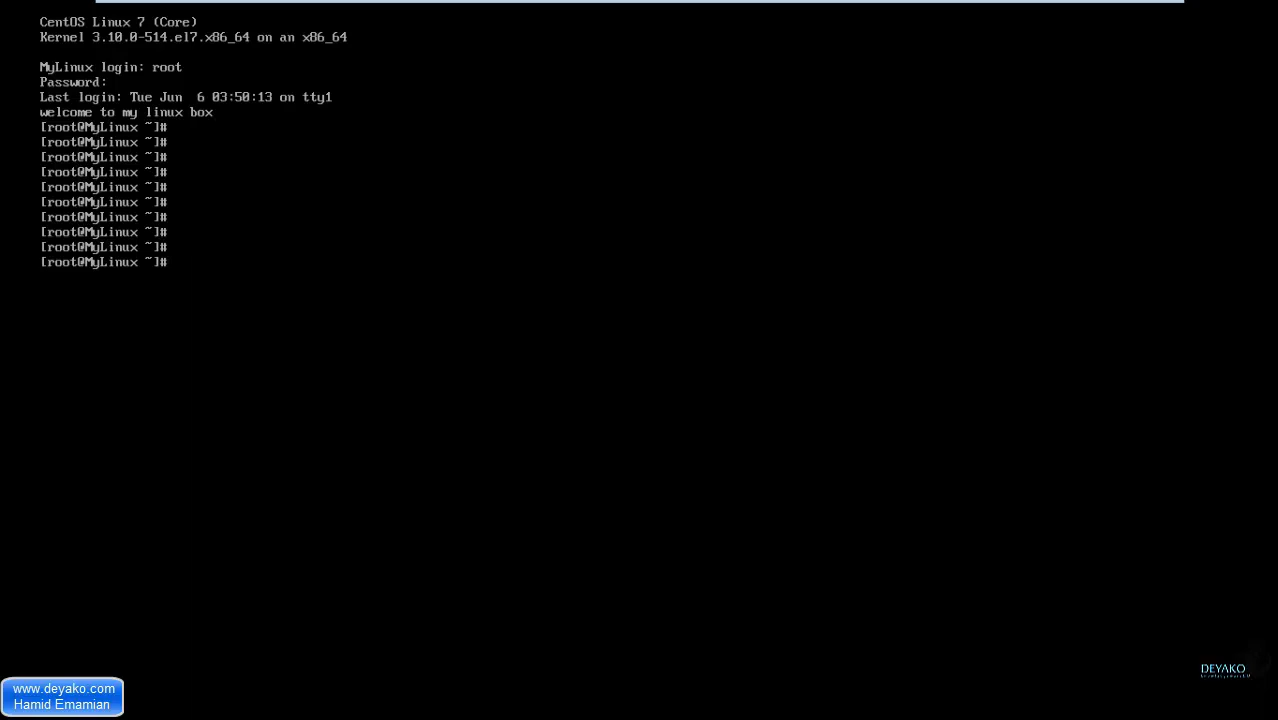 CentOS Linux 7 (Core)
Kernel 3.10.0-514.el7.x86_64 on an x86_64
MyLinux login: root
Password:
Last login: Tue Jun  6 03:50:13 on tty1
welcome to my linux box
[root@MyLinux ~]#
[root@MyLinux ~]#
[root@MyLinux ~]#
[root@MyLinux ~]#
[root@MyLinux ~]#
[root@MyLinux ~]#
[root@MyLinux ~]#
[root@MyLinux ~]#
[root@MyLinux ~]#
[root@MyLinux ~]#
DEYAKO
www.deyako.com
Hamid Emamian